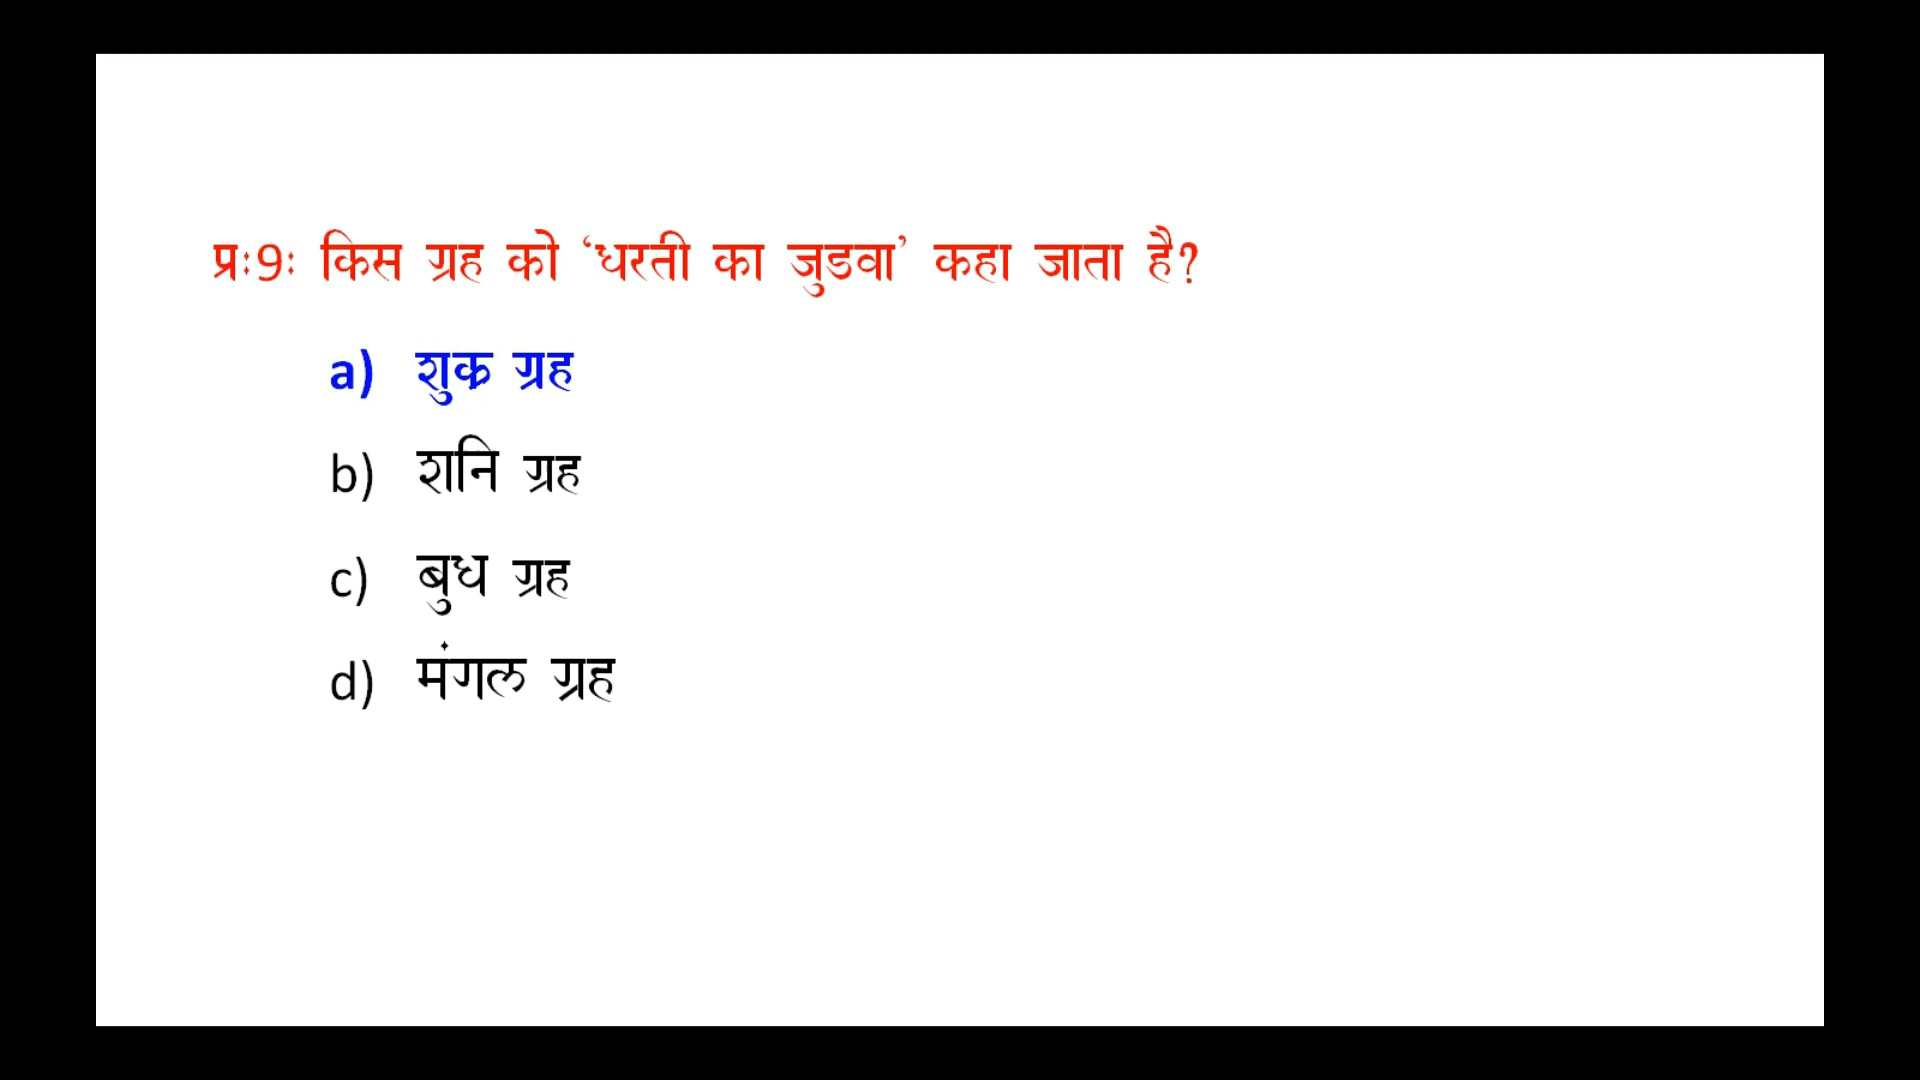 प्र:9: किस ग्रह को ‘धरती का जुडवा’ कहा जाता है?
a) शुक्र ग्रह
b) शनि ग्रह
c) बुध ग्रह
d) मंगल ग्रह